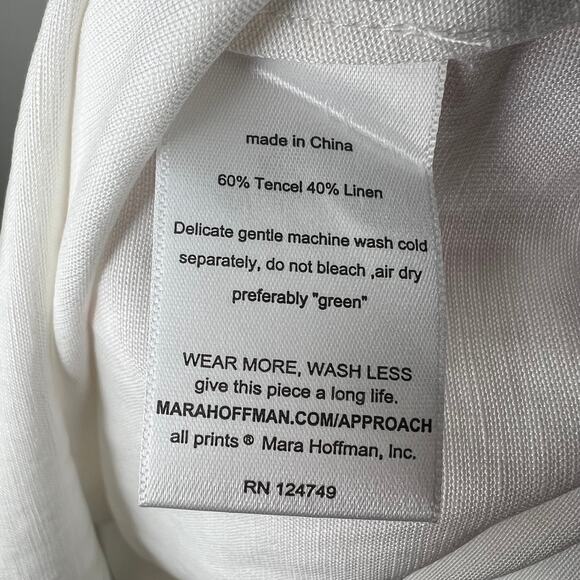 made in China
60% Tencel 40% Linen
Delicate gentle machine wash cold
separately, do not bleach ,air dry
preferably "green"
WEAR MORE, WASH LESS
give this piece a long life.
MARAHOFFMAN.COM/APPROACH
all prints ® Mara Hoffman, Inc.
RN 124749